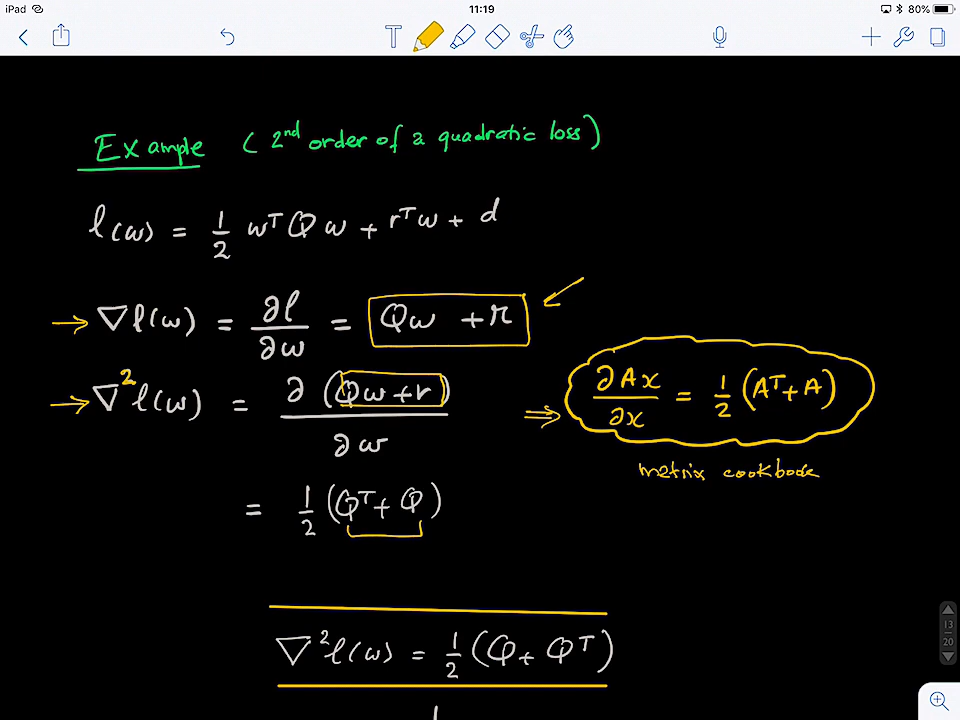 iPad 11:19 80%
Example (2nd order of a quadratic loss)
l(w) = 1/2 wᵀQw + rᵀw + d
→ ∇l(w) = ∂l/∂w = Qw + r
→ ∇²l(w) = ∂(Qw+r)/∂w ⇒ ∂Ax/∂x = 1/2 (Aᵀ+A)
metrix cookbook
= 1/2 (Qᵀ+Q)
∇²l(w) = 1/2 (Q+Qᵀ)
13
20